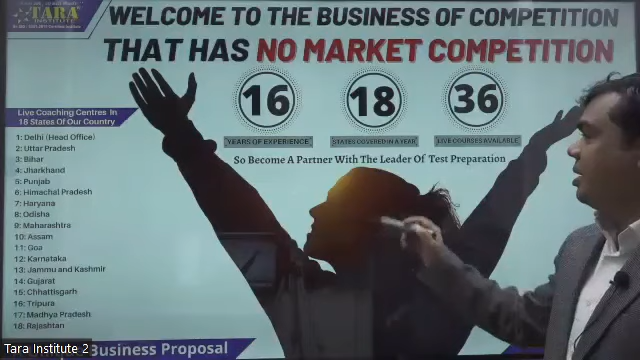 TARA
INSTITUTE
WELCOME TO THE BUSINESS OF COMPETITION
THAT HAS NO MARKET COMPETITION
16
18
36
YEARS OF EXPERIENCE
STATES COVERED IN A YEAR
LIVE COURSES AVAILABLE
So Become A Partner With The Leader Of Test Preparation
Live Coaching Centres In
18 States Of Our Country
1: Delhi (Head Office)
2: Uttar Pradesh
3: Bihar
4: Jharkhand
5: Punjab
6: Himachal Pradesh
7: Haryana
8: Odisha
9: Maharashtra
10: Assam
11: Goa
12: Karnataka
13: Jammu and Kashmir
14: Gujarat
15: Chhattisgarh
16: Tripura
17: Madhya Pradesh
18: Rajeshtan
Business Proposal
Tara Institute 2